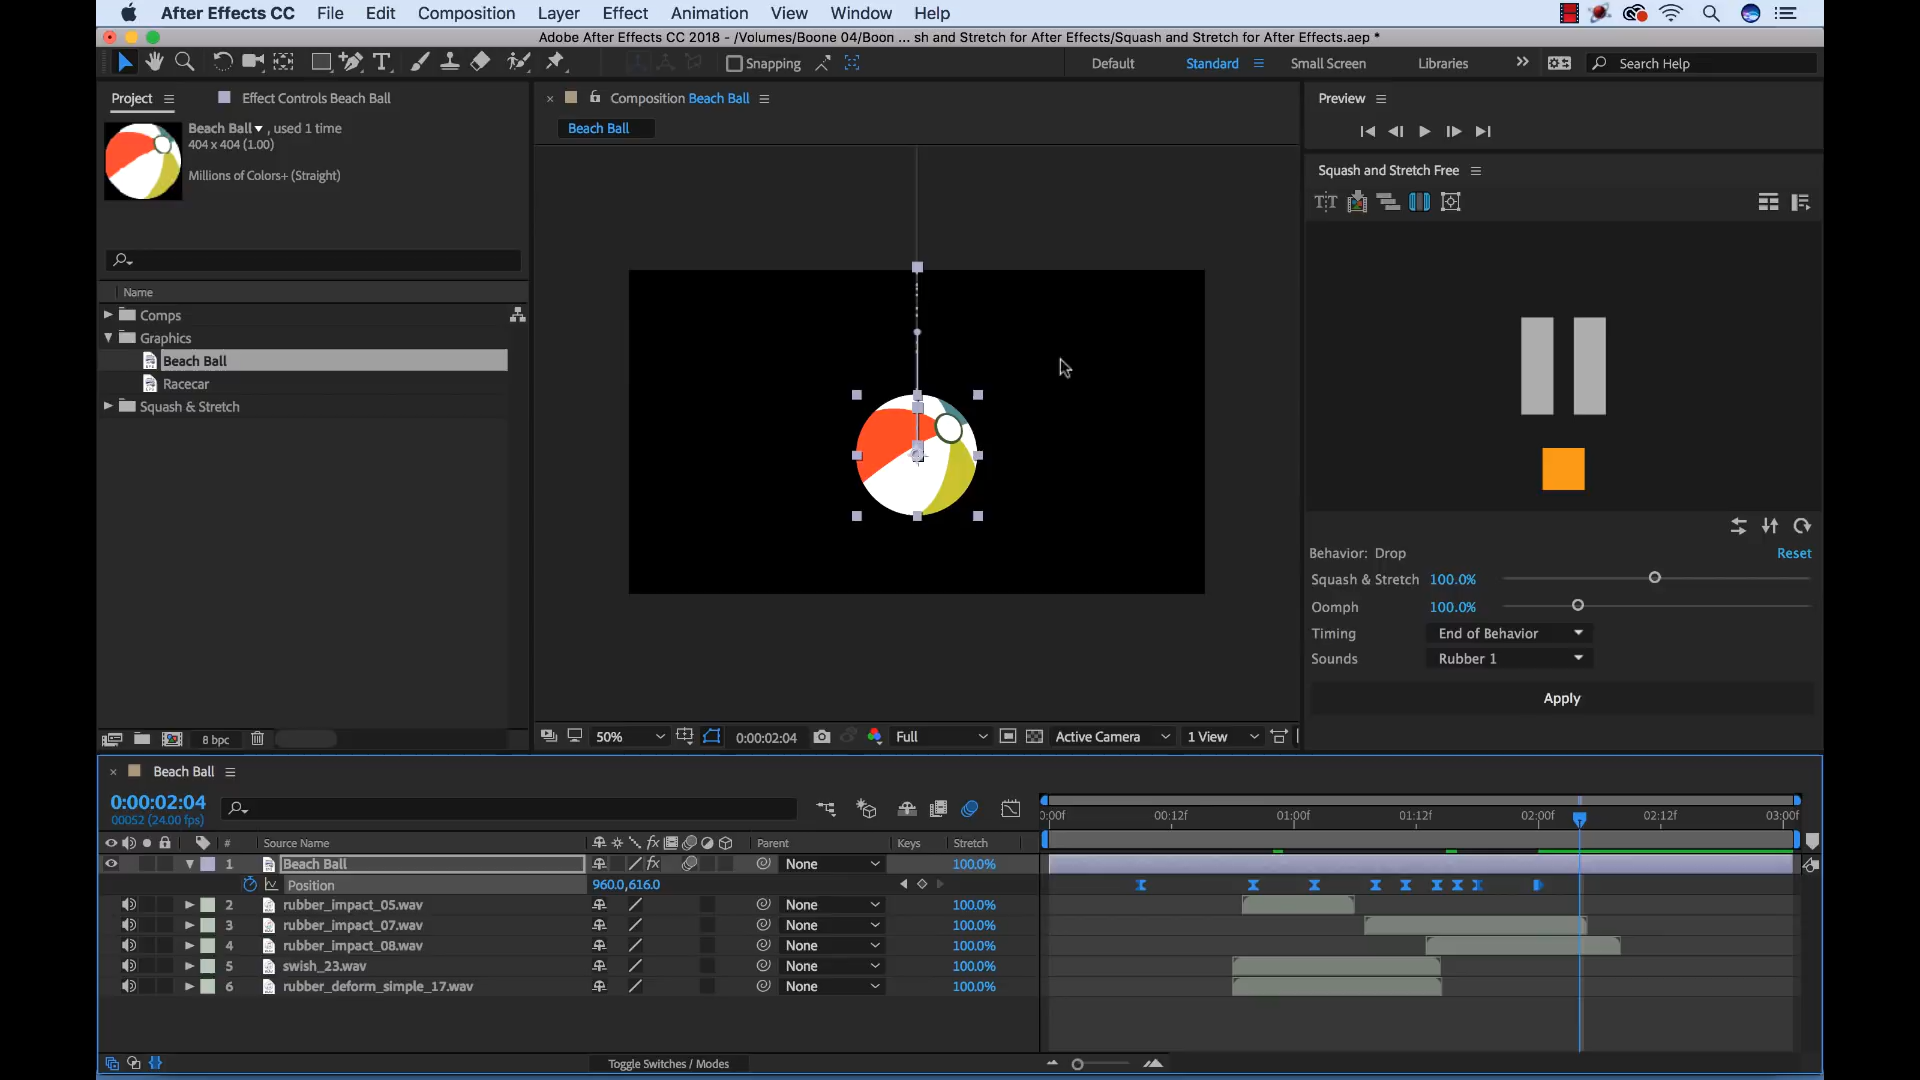 After Effects CC File Edit Composition Layer Effect Animation View Window Help
Adobe After Effects CC 2018 - /Volumes/Boone 04/Boon ... sh and Stretch for After Effects/Squash and Stretch for After Effects.aep *
Snapping Default Standard Small Screen Libraries Search Help
Project Effect Controls Beach Ball
Beach Ball , used 1 time
404 x 404 (1.00)
Millions of Colors+ (Straight)
Name
Comps
Graphics
Beach Ball
Racecar
Squash & Stretch
8 bpc
Composition Beach Ball
Beach Ball
50% 0:00:02:04 Full Active Camera 1 View
Preview
Squash and Stretch Free
Behavior: Drop Reset
Squash & Stretch 100.0%
Oomph 100.0%
Timing End of Behavior
Sounds Rubber 1
Apply
Beach Ball
0:00:02:04
00052 (24.00 fps)
0:00f 00:12f 01:00f 01:12f 02:00f 02:12f 03:00f
# Source Name Parent Keys Stretch
1 Beach Ball None 100.0%
Position 960.0,616.0
2 rubber_impact_05.wav None 100.0%
3 rubber_impact_07.wav None 100.0%
4 rubber_impact_08.wav None 100.0%
5 swish_23.wav None 100.0%
6 rubber_deform_simple_17.wav None 100.0%
Toggle Switches / Modes